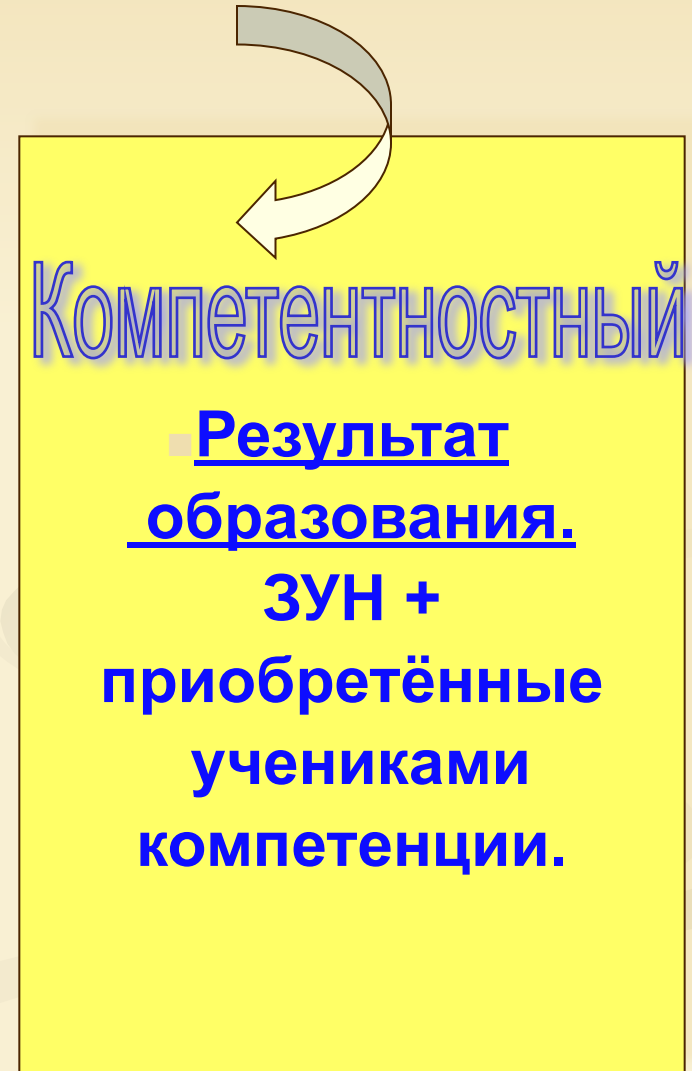 Компетентностный
Результат
образования.
ЗУН +
приобретённые
учениками
компетенции.